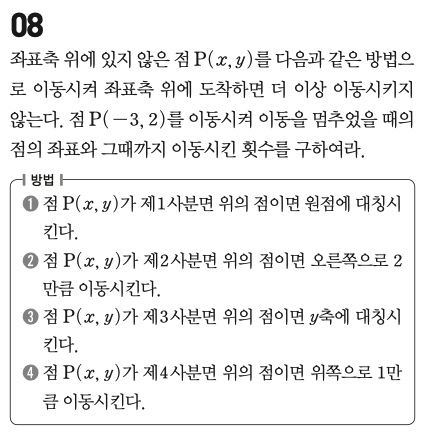 08
좌표축 위에 있지 않은 점 P(x, y)를 다음과 같은 방법으
로 이동시켜 좌표축 위에 도착하면 더 이상 이동시키지
않는다. 점 P(−3, 2)를 이동시켜 이동을 멈추었을 때의
점의 좌표와 그때까지 이동시킨 횟수를 구하여라.
방법
❶ 점 P(x, y)가 제1사분면 위의 점이면 원점에 대칭시
킨다.
❷ 점 P(x, y)가 제2사분면 위의 점이면 오른쪽으로 2
만큼 이동시킨다.
❸ 점 P(x, y)가 제3사분면 위의 점이면 y축에 대칭시
킨다.
❹ 점 P(x, y)가 제4사분면 위의 점이면 위쪽으로 1만
큼 이동시킨다.